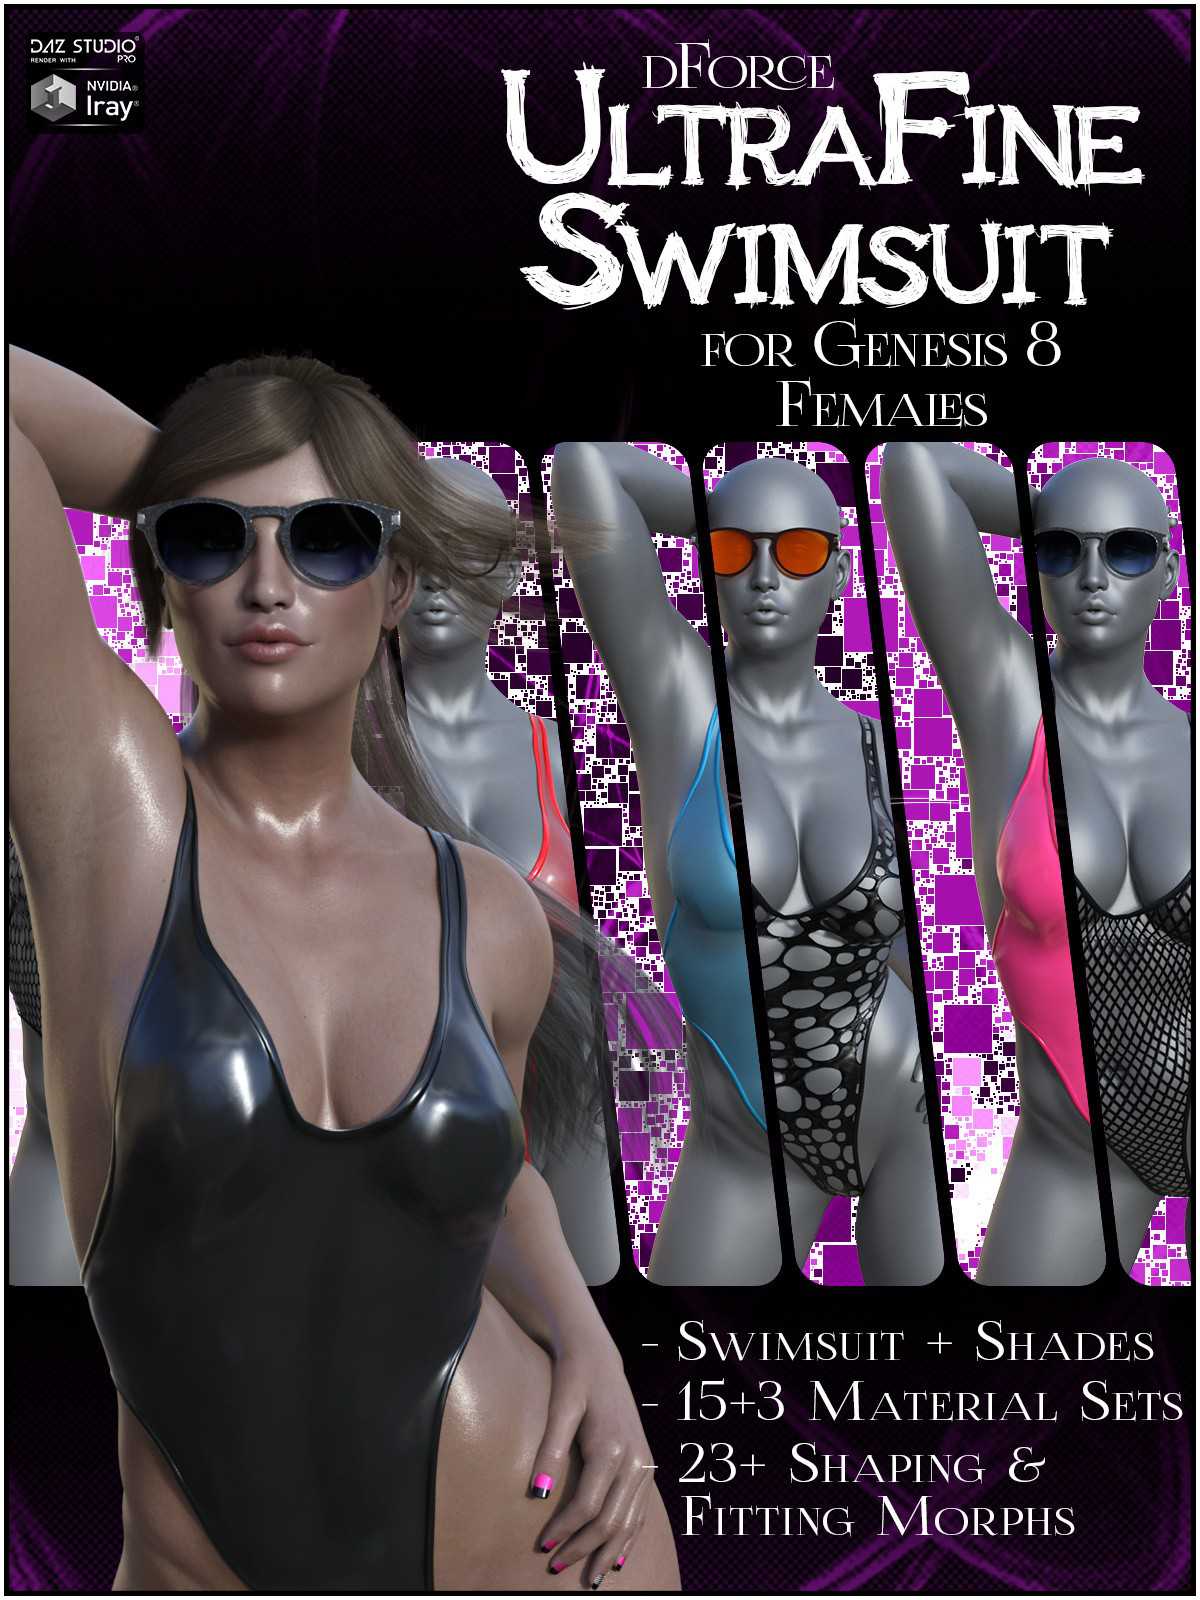 DAZ STUDIO®
PRO
RENDER WITH
NVIDIA®
Iray®
dForce
UltraFine
Swimsuit
for Genesis 8
Females
- Swimsuit + Shades
- 15+3 Material Sets
- 23+ Shaping &
Fitting Morphs